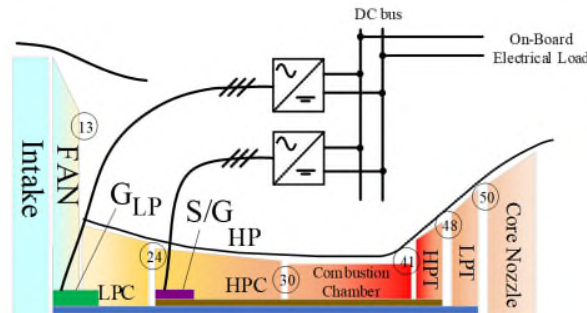 DC bus
On-Board
Electrical Load
13
Intake
FAN
G_LP
S/G
HP
50
48
24
41
LPC
HPC
30
Combustion
Chamber
HPT
LPT
Core Nozzle